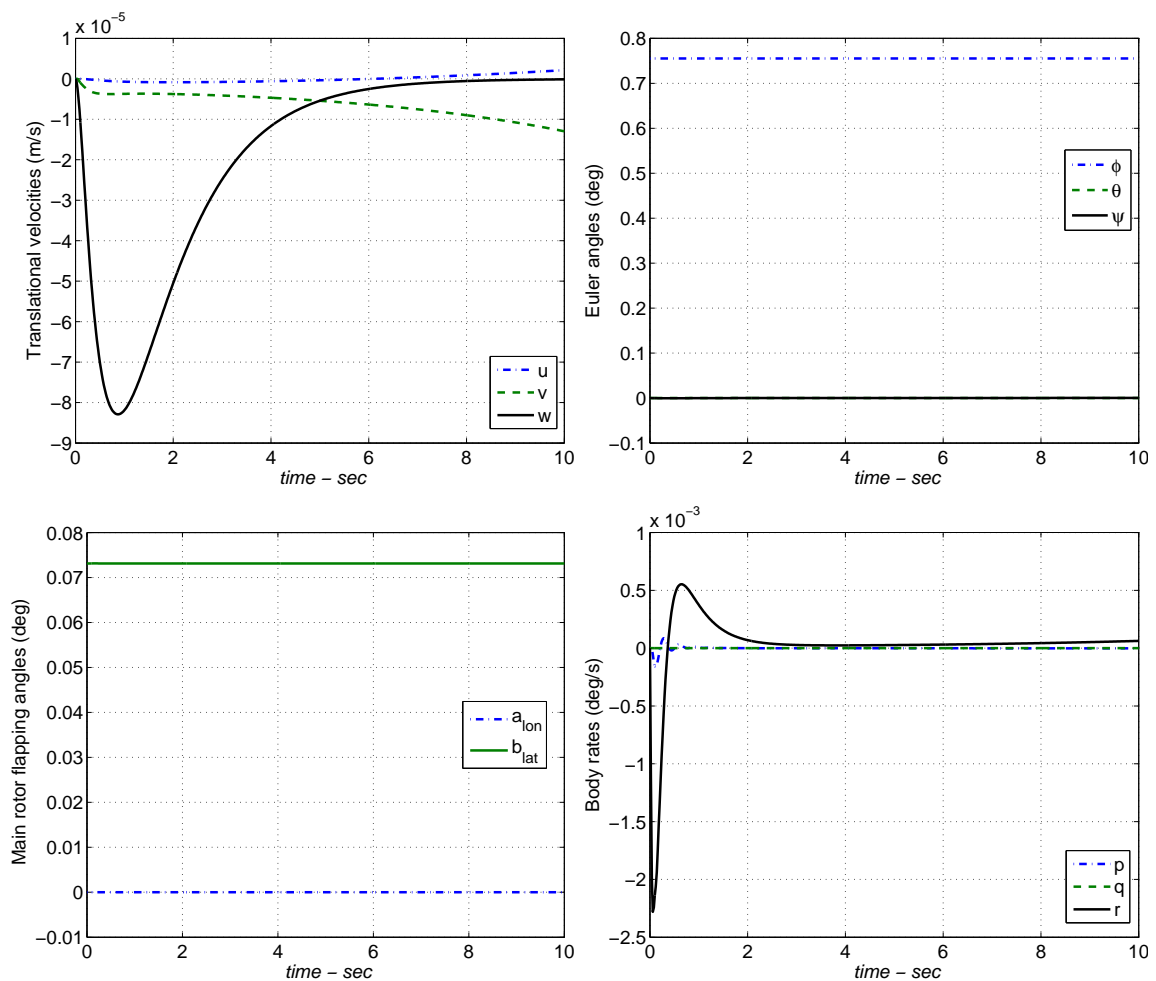 x 10⁻⁵
1
0
−1
−2
−3
−4
−5
−6
−7
−8
−9
0 2 4 6 8 10
time − sec
Translational velocities (m/s)
u
v
w
0.8
0.7
0.6
0.5
0.4
0.3
0.2
0.1
0
−0.1
0 2 4 6 8 10
time − sec
Euler angles (deg)
ϕ
θ
ψ
0.08
0.07
0.06
0.05
0.04
0.03
0.02
0.01
0
−0.01
0 2 4 6 8 10
time − sec
Main rotor flapping angles (deg)
a_lon
b_lat
x 10⁻³
1
0.5
0
−0.5
−1
−1.5
−2
−2.5
0 2 4 6 8 10
time − sec
Body rates (deg/s)
p
q
r